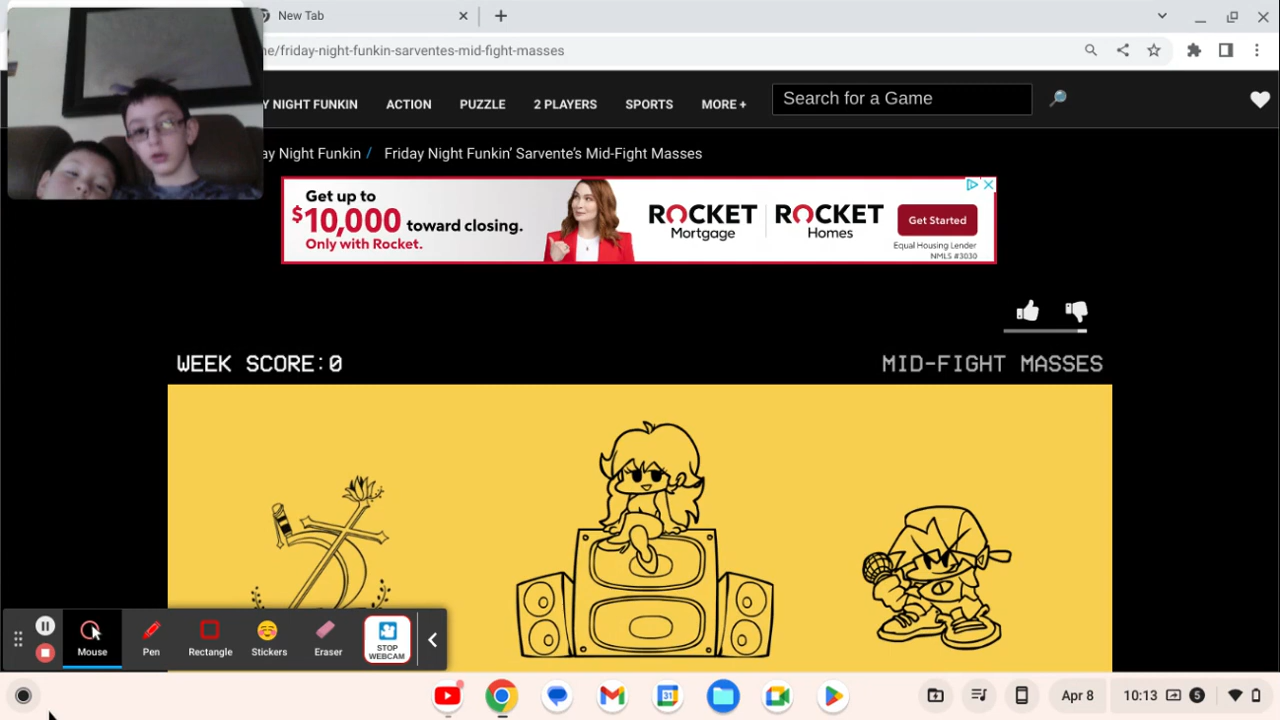 New Tab
ne/friday-night-funkin-sarventes-mid-fight-masses
Y NIGHT FUNKIN
ACTION
PUZZLE
2 PLAYERS
SPORTS
MORE +
Search for a Game
ay Night Funkin / Friday Night Funkin' Sarvente's Mid-Fight Masses
Get up to
$10,000 toward closing.
Only with Rocket.
ROCKET
Mortgage
ROCKET
Homes
Get Started
Equal Housing Lender
NMLS #3030
WEEK SCORE:0
MID-FIGHT MASSES
Mouse
Pen
Rectangle
Stickers
Eraser
STOP
WEBCAM
31
Apr 8
10:13
5